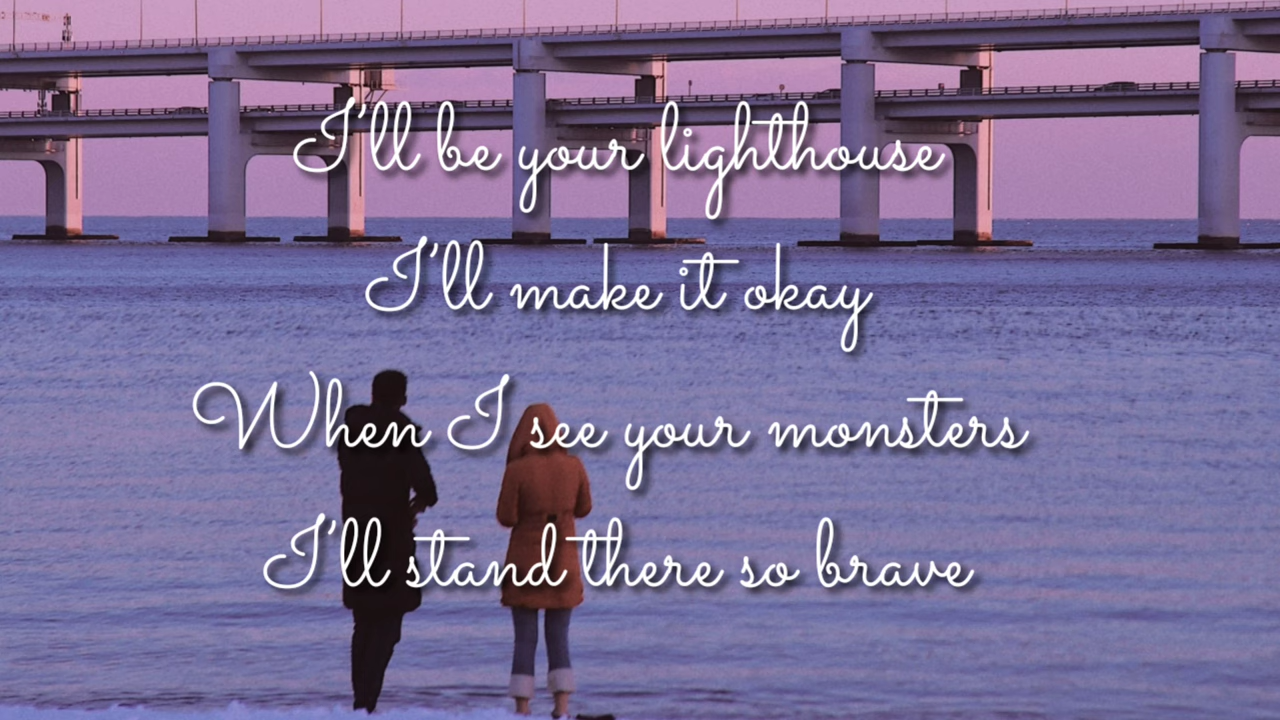 I'll be your lighthouse
I'll make it okay
When I see your monsters
I'll stand there so brave